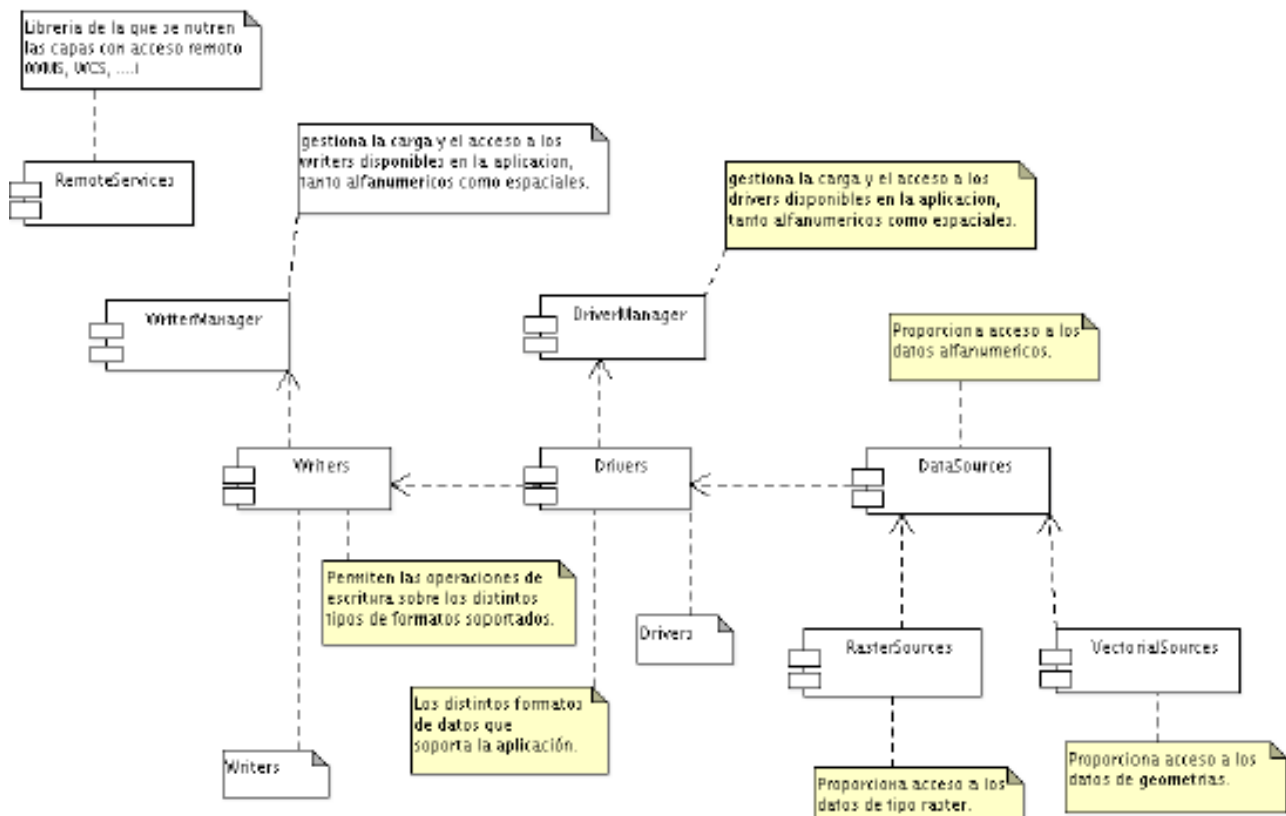 Libreria de la que se nutren
las capas con acceso remoto
(WMS, WCS, ....)
RemoteServices
gestiona la carga y el acceso a los
writers disponibles en la aplicacion,
tanto alfanumericos como espaciales.
gestiona la carga y el acceso a los
drivers disponibles en la aplicacion,
tanto alfanumericos como espaciales.
WriterManager
DriverManager
Proporciona acceso a los
datos alfanumericos.
Writers
Drivers
DataSources
Permiten las operaciones de
escritura sobre los distintos
tipos de formatos soportados.
Drivers
RasterSources
VectorialSources
Los distintos formatos
de datos que
soporta la aplicación.
Writers
Proporciona acceso a los
datos de tipo raster.
Proporciona acceso a los
datos de geometrias.